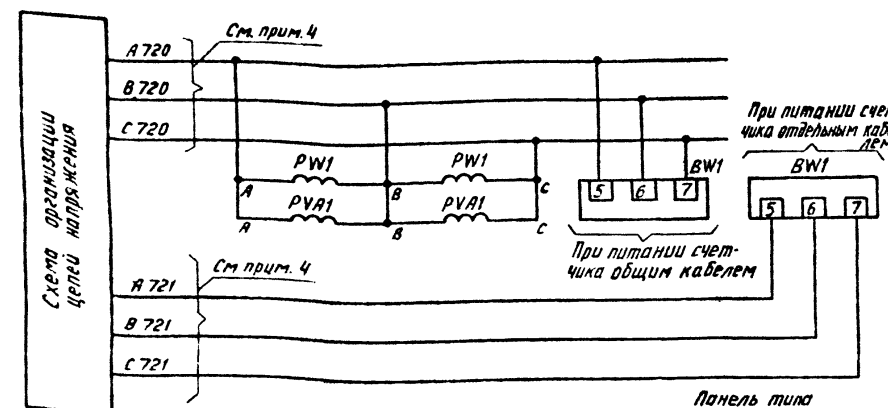 См. прим. 4
А 720
В 720
С 720
Схема организации
цепей напряжения
PW1
PW1
А
В
С
PVA1
PVA1
А
В
С
BW1
5
6
7
При питании счет-
чика общим кабелем
При питании счет-
чика отдельным кабе-
лем
BW1
5
6
7
См прим. 4
А 721
В 721
С 721
Панель типа